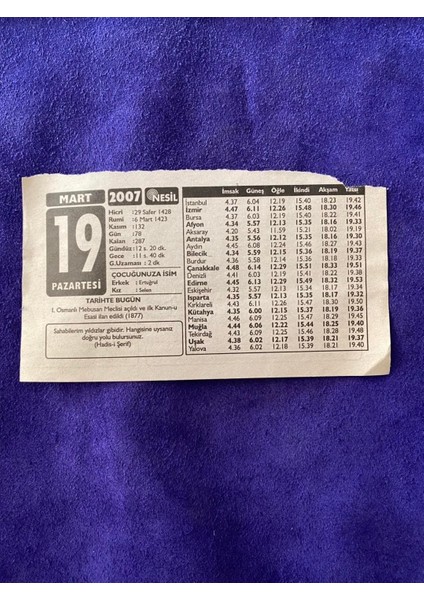 MART
19
PAZARTESİ
2007 NESİL
Hicri :29 Safer 1428
Rumi :6 Mart 1423
Kasım :132
Gün :78
Kalan :287
Gündüz :12 s. 20 dk.
Gece :11 s. 40 dk
G.Uzaması : 2 dk
ÇOCUĞUNUZA İSİM
Erkek : Ertuğrul
Kız : Selen
TARİHTE BUGÜN
I. Osmanlı Mebusan Meclisi açıldı ve ilk Kanun-u
Esasi ilan edildi (1877)
Sahabilerim yıldızlar gibidir. Hangisine uysanız
doğru yolu bulursunuz.
(Hadis-i Şerif)
İmsak Güneş Öğle İkindi Akşam Yatsı
İstanbul 4.37 6.04 12.19 15.40 18.23 19.42
İzmir 4.47 6.11 12.26 15.48 18.30 19.46
Bursa 4.37 6.03 12.19 15.40 18.22 19.41
Afyon 4.34 5.56 12.13 15.35 18.16 19.33
Aksaray 4.20 5.43 11.59 15.21 18.02 19.19
Antalya 4.35 5.56 12.12 15.35 18.16 19.30
Aydın 4.45 6.08 12.24 15.46 18.27 19.43
Bilecik 4.34 5.59 12.15 15.36 18.19 19.37
Burdur 4.36 5.58 12.14 15.36 18.18 19.33
Çanakkale 4.48 6.14 12.29 15.51 18.33 19.51
Denizli 4.41 6.03 12.19 15.41 18.22 19.38
Edirne 4.45 6.13 12.29 15.49 18.32 19.53
Eskişehir 4.32 5.57 12.13 15.34 18.17 19.35
Isparta 4.35 5.57 12.13 15.35 18.17 19.32
Kırklareli 4.43 6.11 12.26 15.47 18.30 19.50
Kütahya 4.35 6.00 12.15 15.37 18.19 19.36
Manisa 4.46 6.09 12.25 15.47 18.29 19.45
Muğla 4.44 6.06 12.22 15.44 18.25 19.40
Tekirdağ 4.43 6.09 12.25 15.46 18.29 19.48
Uşak 4.38 6.02 12.17 15.39 18.21 19.37
Yalova 4.36 6.02 12.18 15.39 18.21 19.40